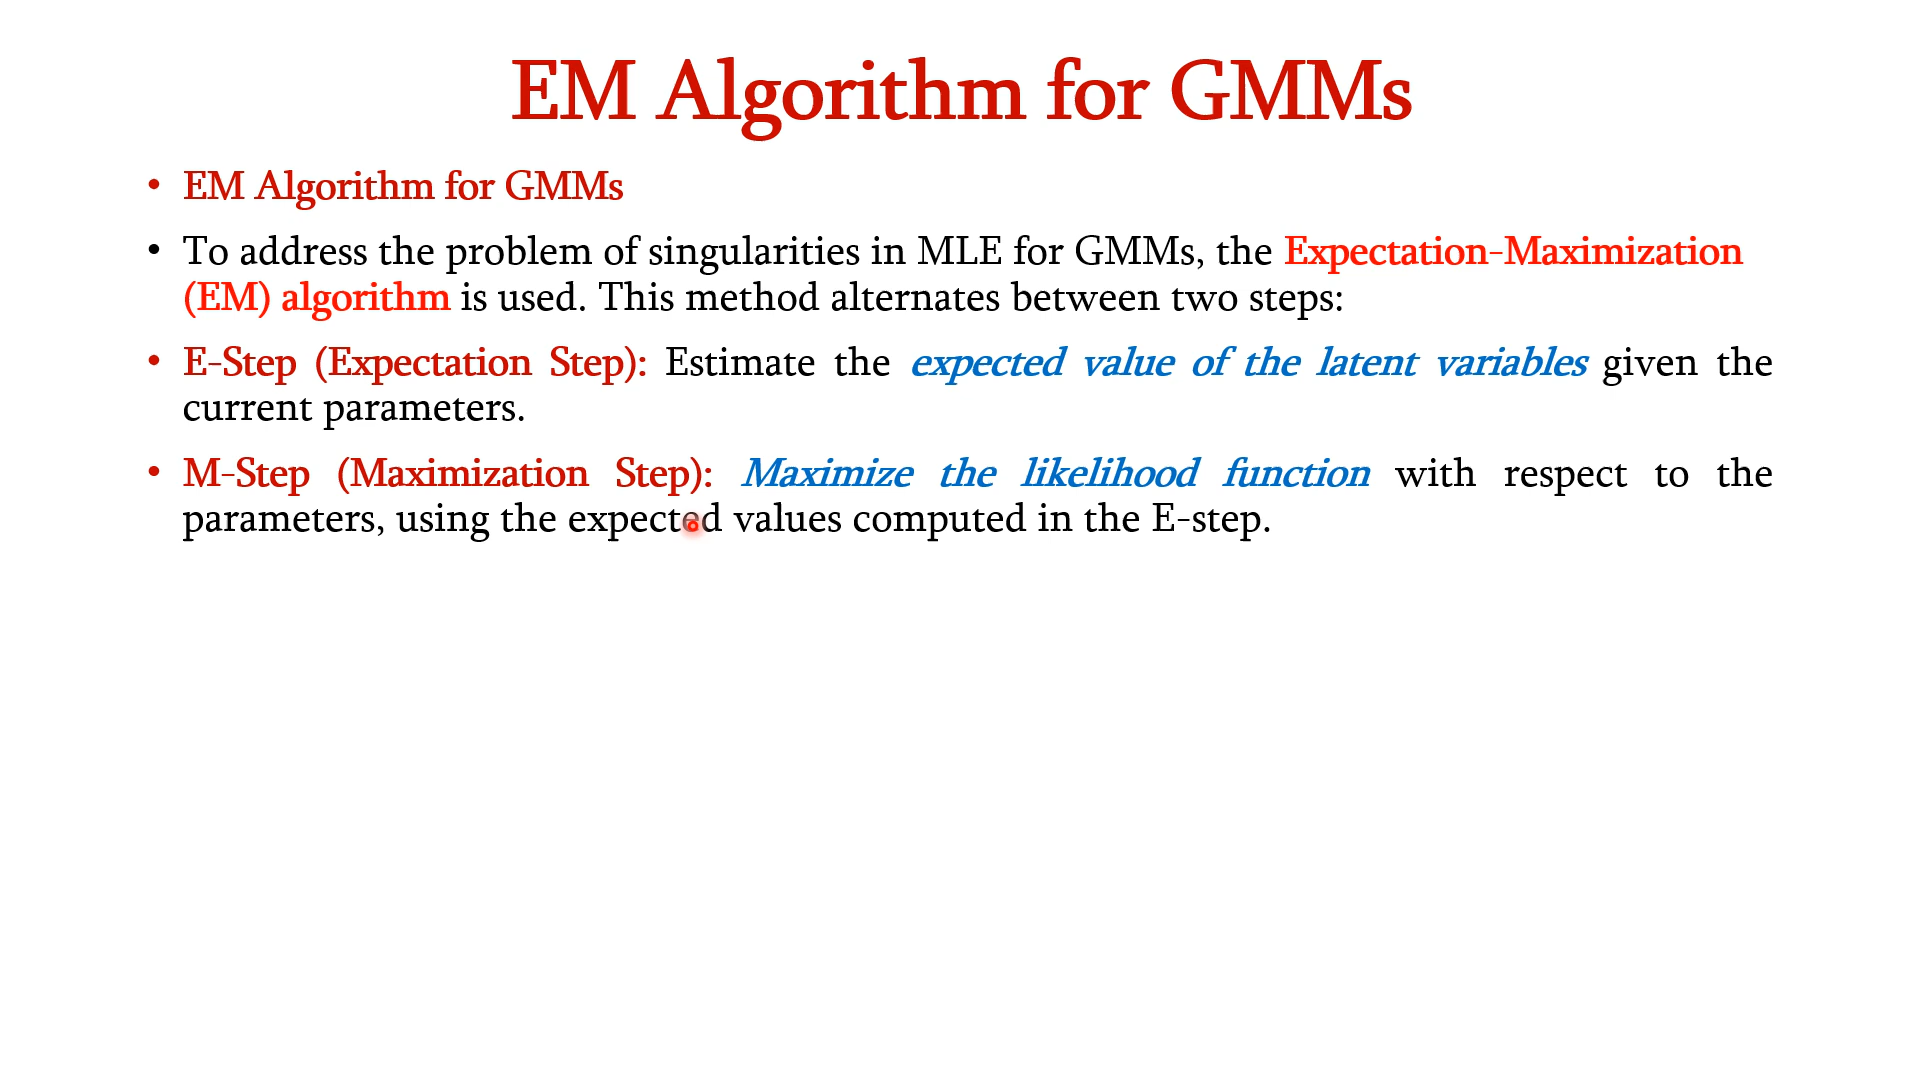 EM Algorithm for GMMs
• EM Algorithm for GMMs
• To address the problem of singularities in MLE for GMMs, the Expectation-Maximization
(EM) algorithm is used. This method alternates between two steps:
• E-Step (Expectation Step): Estimate the expected value of the latent variables given the
current parameters.
• M-Step (Maximization Step): Maximize the likelihood function with respect to the
parameters, using the expected values computed in the E-step.